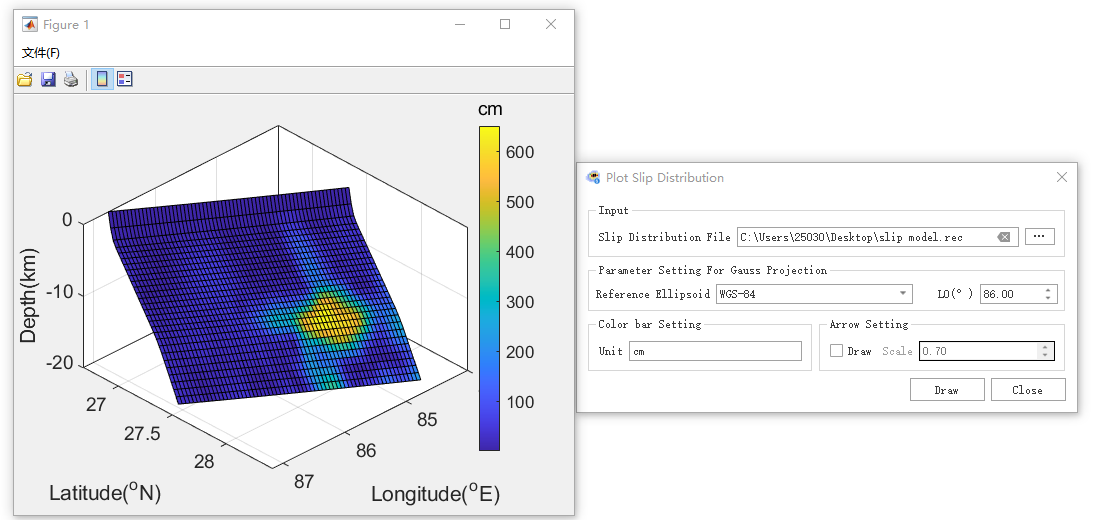 Figure 1
文件(F)
cm
600
500
400
300
200
100
0
-10
-20
Depth(km)
27
27.5
28
Latitude(°N)
87
86
85
Longitude(°E)
Plot Slip Distribution
Input
Slip Distribution File C:\Users\25030\Desktop\slip model.rec ...
Parameter Setting For Gauss Projection
Reference Ellipsoid WGS-84 L0(° ) 86.00
Color bar Setting
Unit cm
Arrow Setting
Draw Scale 0.70
Draw Close